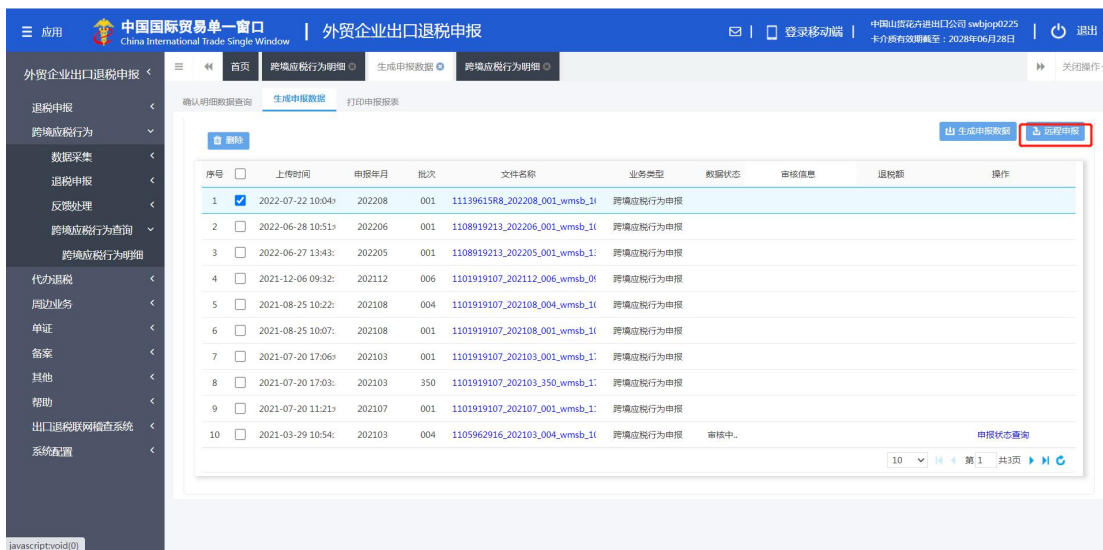 应用 中国国际贸易单一窗口 China International Trade Single Window 外贸企业出口退税申报 登录移动端 中国山货花卉进出口公司 swbjop0225 卡介质有效期截至：2028年06月28日 退出
外贸企业出口退税申报 首页 跨境应税行为明细 生成申报数据 跨境应税行为明细 关闭操作
退税申报
跨境应税行为
数据采集
退税申报
反馈处理
跨境应税行为查询
跨境应税行为明细
代办退税
周边业务
单证
备案
其他
帮助
出口退税联网稽查系统
系统配置
确认明细数据查询 生成申报数据 打印申报报表
删除 生成申报数据 远程申报
序号 上传时间 申报年月 批次 文件名称 业务类型 数据状态 审核信息 退税额 操作
1 2022-07-22 10:04: 202208 001 11139615R8_202208_001_wmsb_1 跨境应税行为申报
2 2022-06-28 10:51: 202206 001 1108919213_202206_001_wmsb_1 跨境应税行为申报
3 2022-06-27 13:43: 202205 001 1108919213_202205_001_wmsb_1 跨境应税行为申报
4 2021-12-06 09:32: 202112 006 1101919107_202112_006_wmsb_0 跨境应税行为申报
5 2021-08-25 10:22: 202108 004 1101919107_202108_004_wmsb_1 跨境应税行为申报
6 2021-08-25 10:07: 202108 001 1101919107_202108_001_wmsb_1 跨境应税行为申报
7 2021-07-20 17:06: 202103 001 1101919107_202103_001_wmsb_1 跨境应税行为申报
8 2021-07-20 17:03: 202103 350 1101919107_202103_350_wmsb_1 跨境应税行为申报
9 2021-07-20 11:21: 202107 001 1101919107_202107_001_wmsb_1 跨境应税行为申报
10 2021-03-29 10:54: 202103 004 1105962916_202103_004_wmsb_1 跨境应税行为申报 审核中.. 申报状态查询
10 第 1 共3页
javascript:void(0)